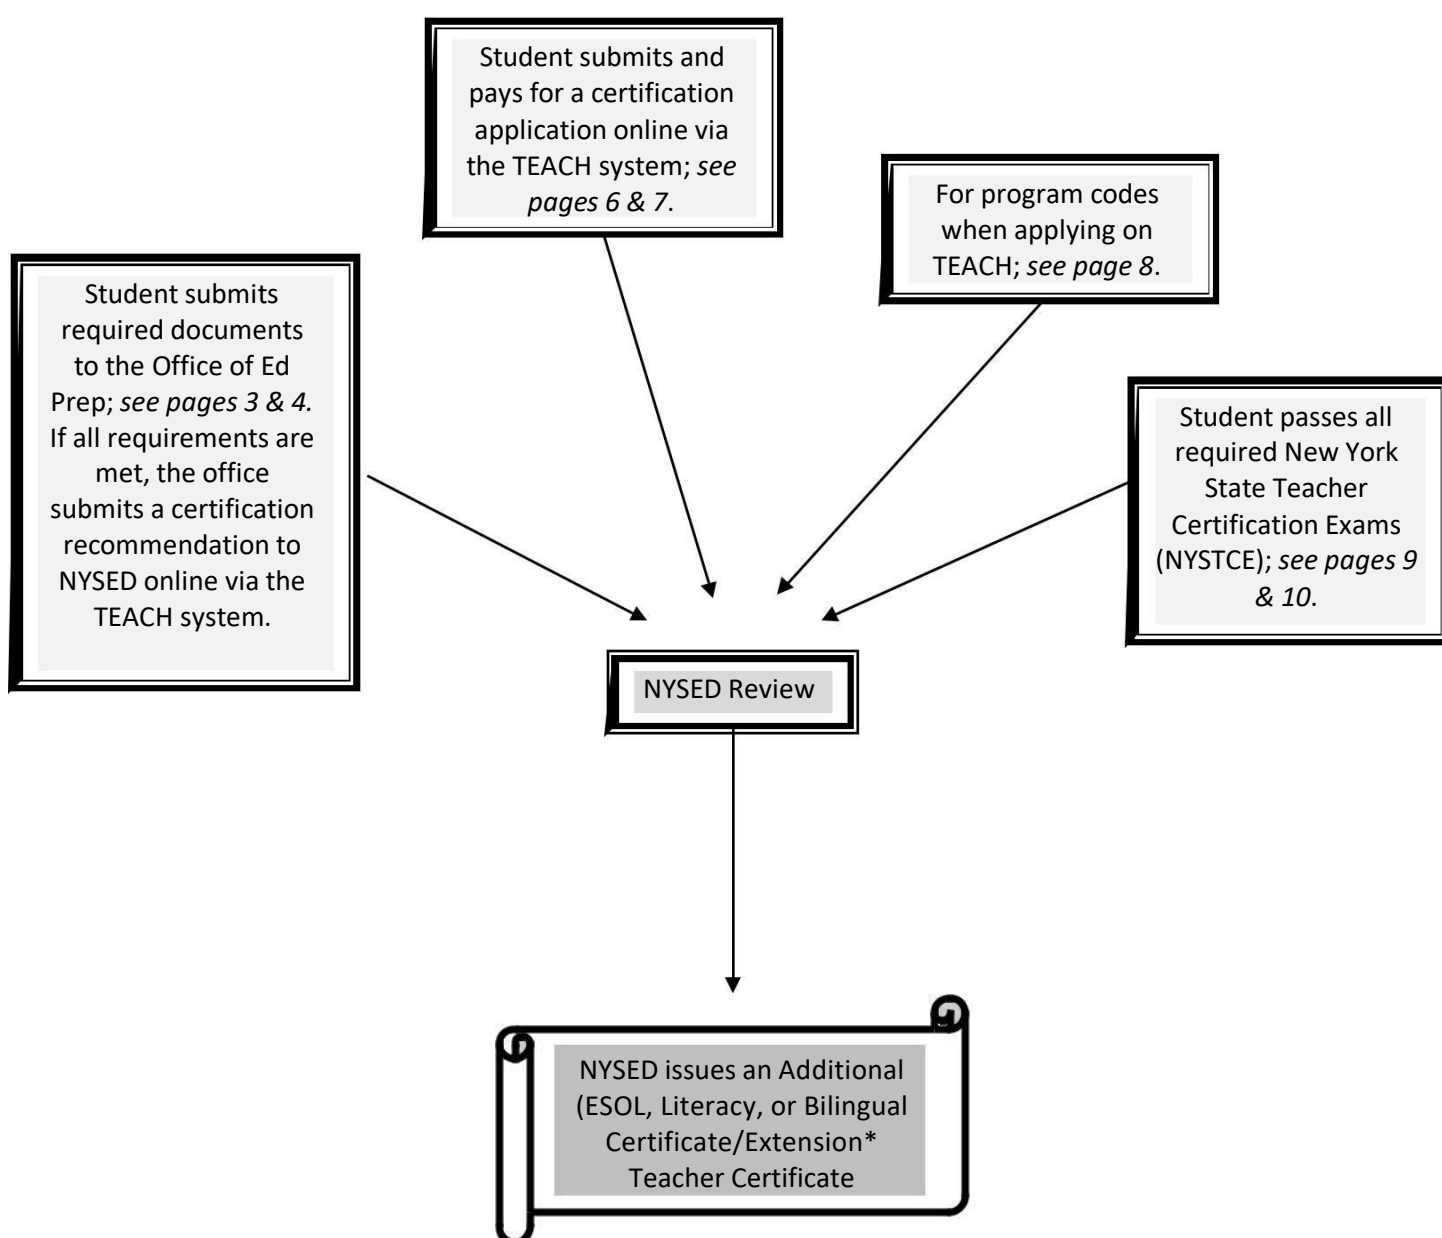 Student submits and
pays for a certification
application online via
the TEACH system; see
pages 6 & 7.
For program codes
when applying on
TEACH; see page 8.
Student submits
required documents
to the Office of Ed
Prep; see pages 3 & 4.
If all requirements are
met, the office
submits a certification
recommendation to
NYSED online via the
TEACH system.
Student passes all
required New York
State Teacher
Certification Exams
(NYSTCE); see pages 9
& 10.
NYSED Review
NYSED issues an Additional
(ESOL, Literacy, or Bilingual
Certificate/Extension*
Teacher Certificate